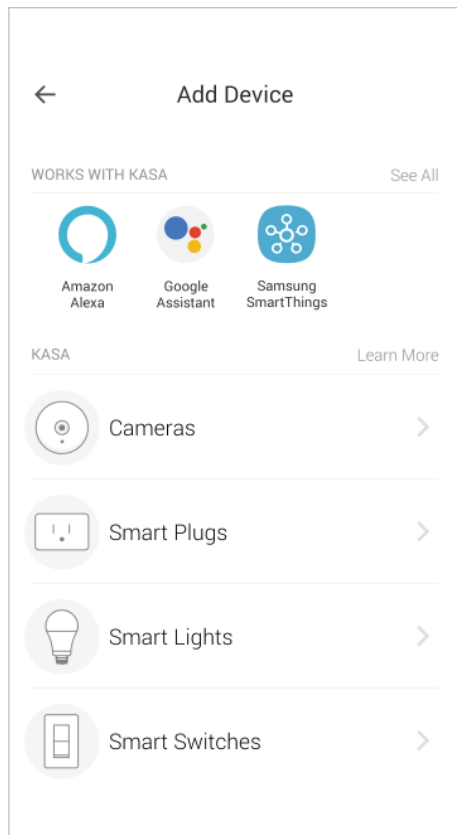 Add Device
WORKS WITH KASA See All
Amazon
Alexa
Google
Assistant
Samsung
SmartThings
KASA Learn More
Cameras
Smart Plugs
Smart Lights
Smart Switches